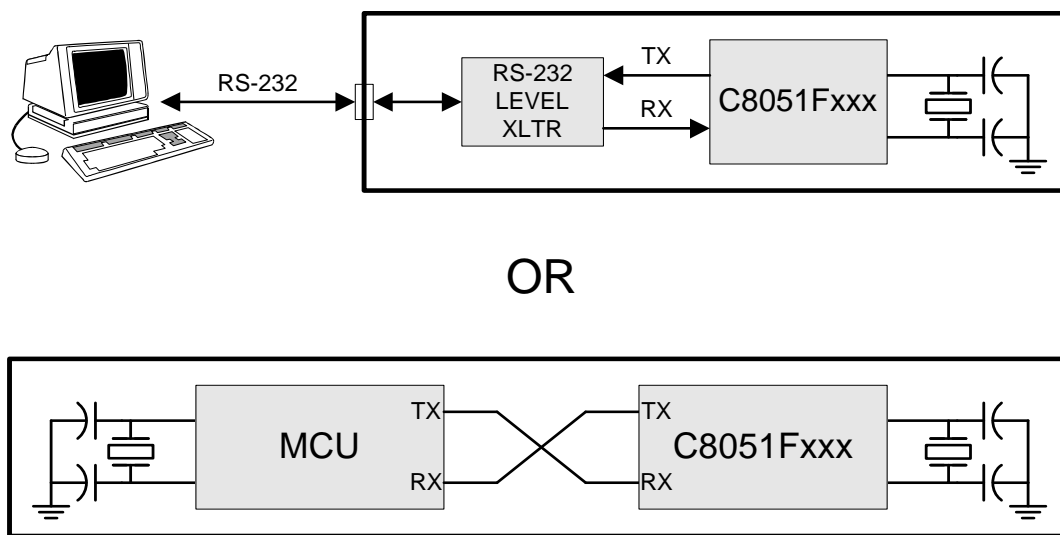 RS-232
RS-232
LEVEL
XLTR
TX
RX
C8051Fxxx
OR
MCU
TX
RX
TX
RX
C8051Fxxx